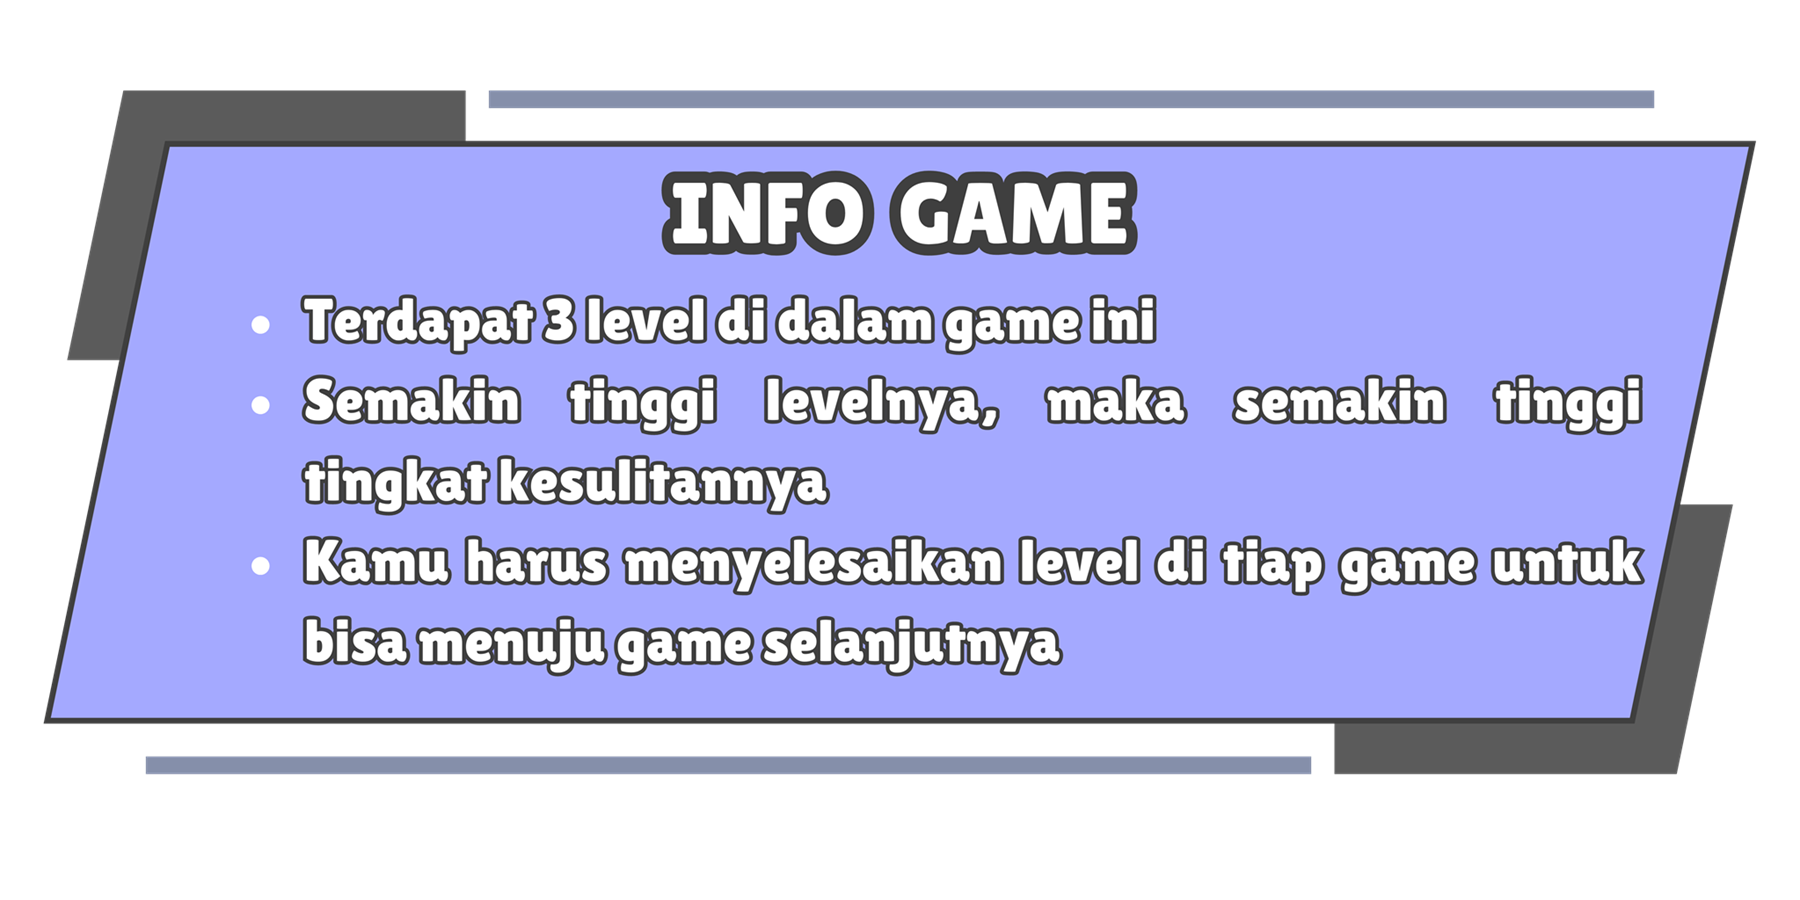 INFO GAME
• Terdapat 3 level di dalam game ini
• Semakin tinggi levelnya, maka semakin tinggi
tingkat kesulitannya
• Kamu harus menyelesaikan level di tiap game untuk
bisa menuju game selanjutnya